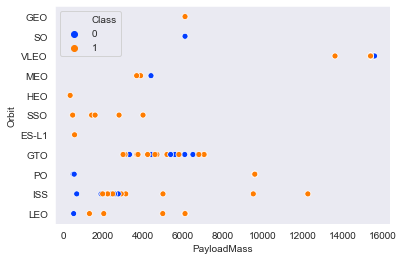 Class
0
1
GEO
SO
VLEO
MEO
HEO
SSO
ES-L1
GTO
PO
ISS
LEO
Orbit
0 2000 4000 6000 8000 10000 12000 14000 16000
PayloadMass